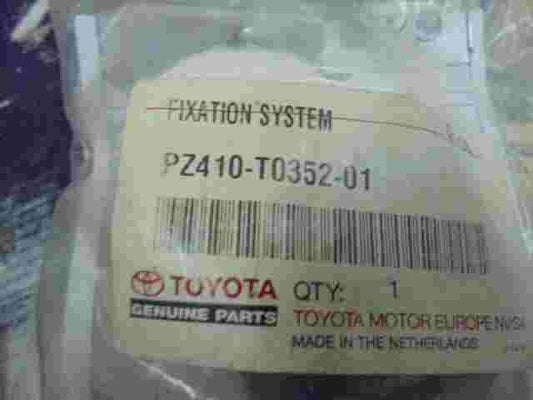 FIXATION SYSTEM
PZ410-T0352-01
TOYOTA QTY: 1
GENUINE PARTS
TOYOTA MOTOR EUROPE NV/SA
MADE IN THE NETHERLANDS